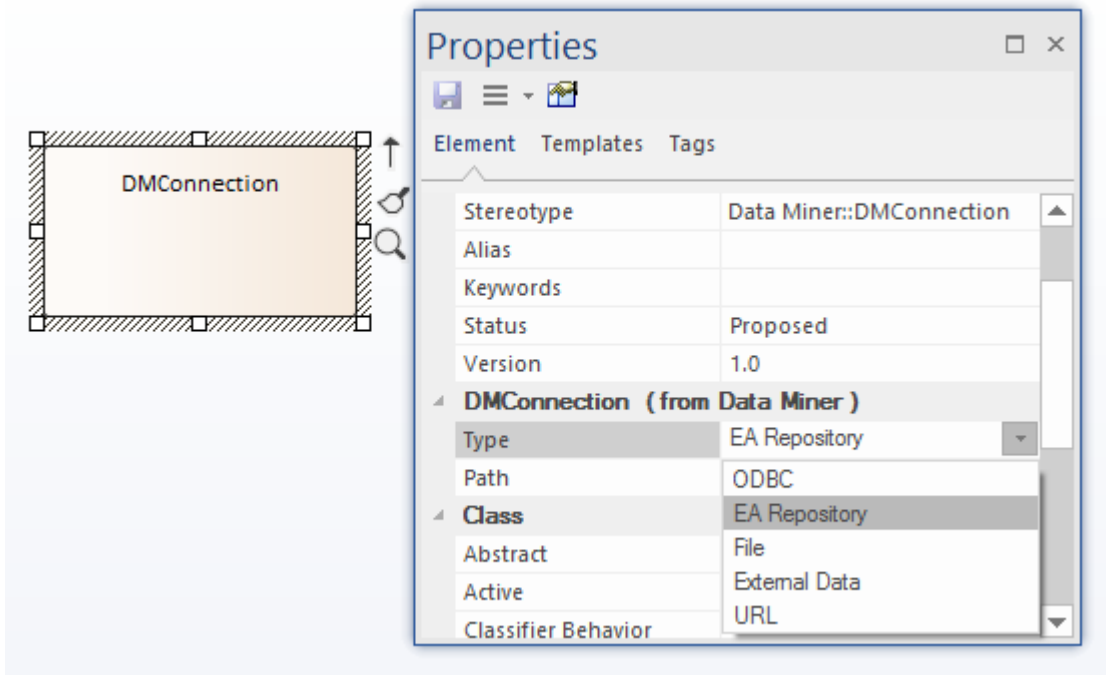 DMConnection
Properties
Element Templates Tags
Stereotype Data Miner::DMConnection
Alias
Keywords
Status Proposed
Version 1.0
DMConnection (from Data Miner )
Type EA Repository
Path ODBC
Class EA Repository
File
Abstract External Data
Active URL
Classifier Behavior